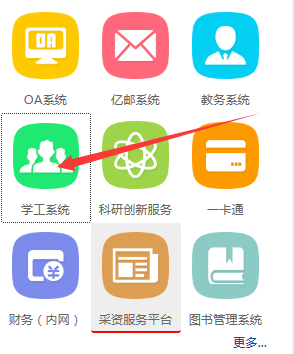 OA
OA系统
亿邮系统
教务系统
学工系统
科研创新服务
一卡通
¥
财务（内网）
采资服务平台
图书管理系统
更多...